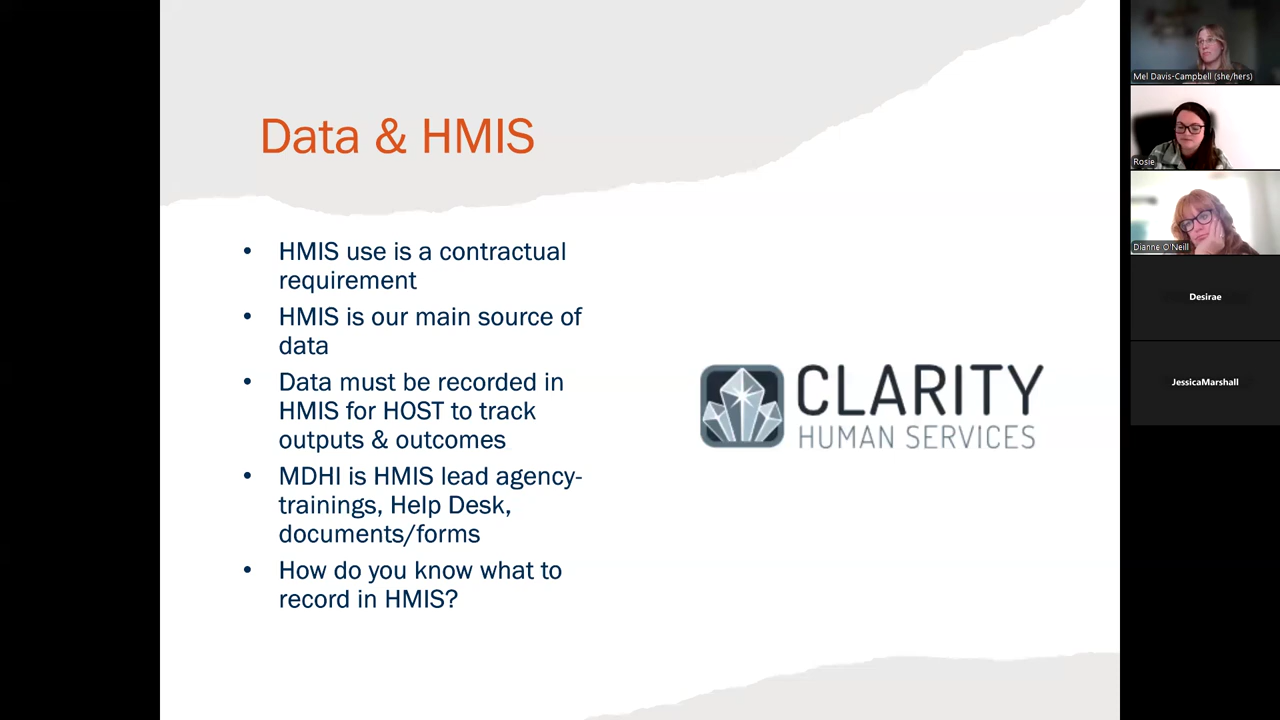 Data & HMIS
• HMIS use is a contractual
requirement
• HMIS is our main source of
data
• Data must be recorded in
HMIS for HOST to track
outputs & outcomes
• MDHI is HMIS lead agency-
trainings, Help Desk,
documents/forms
• How do you know what to
record in HMIS?
CLARITY
HUMAN SERVICES
Mel Davis-Campbell (she/hers)
Rosie
Dianne O'Neill
Desirae
JessicaMarshall